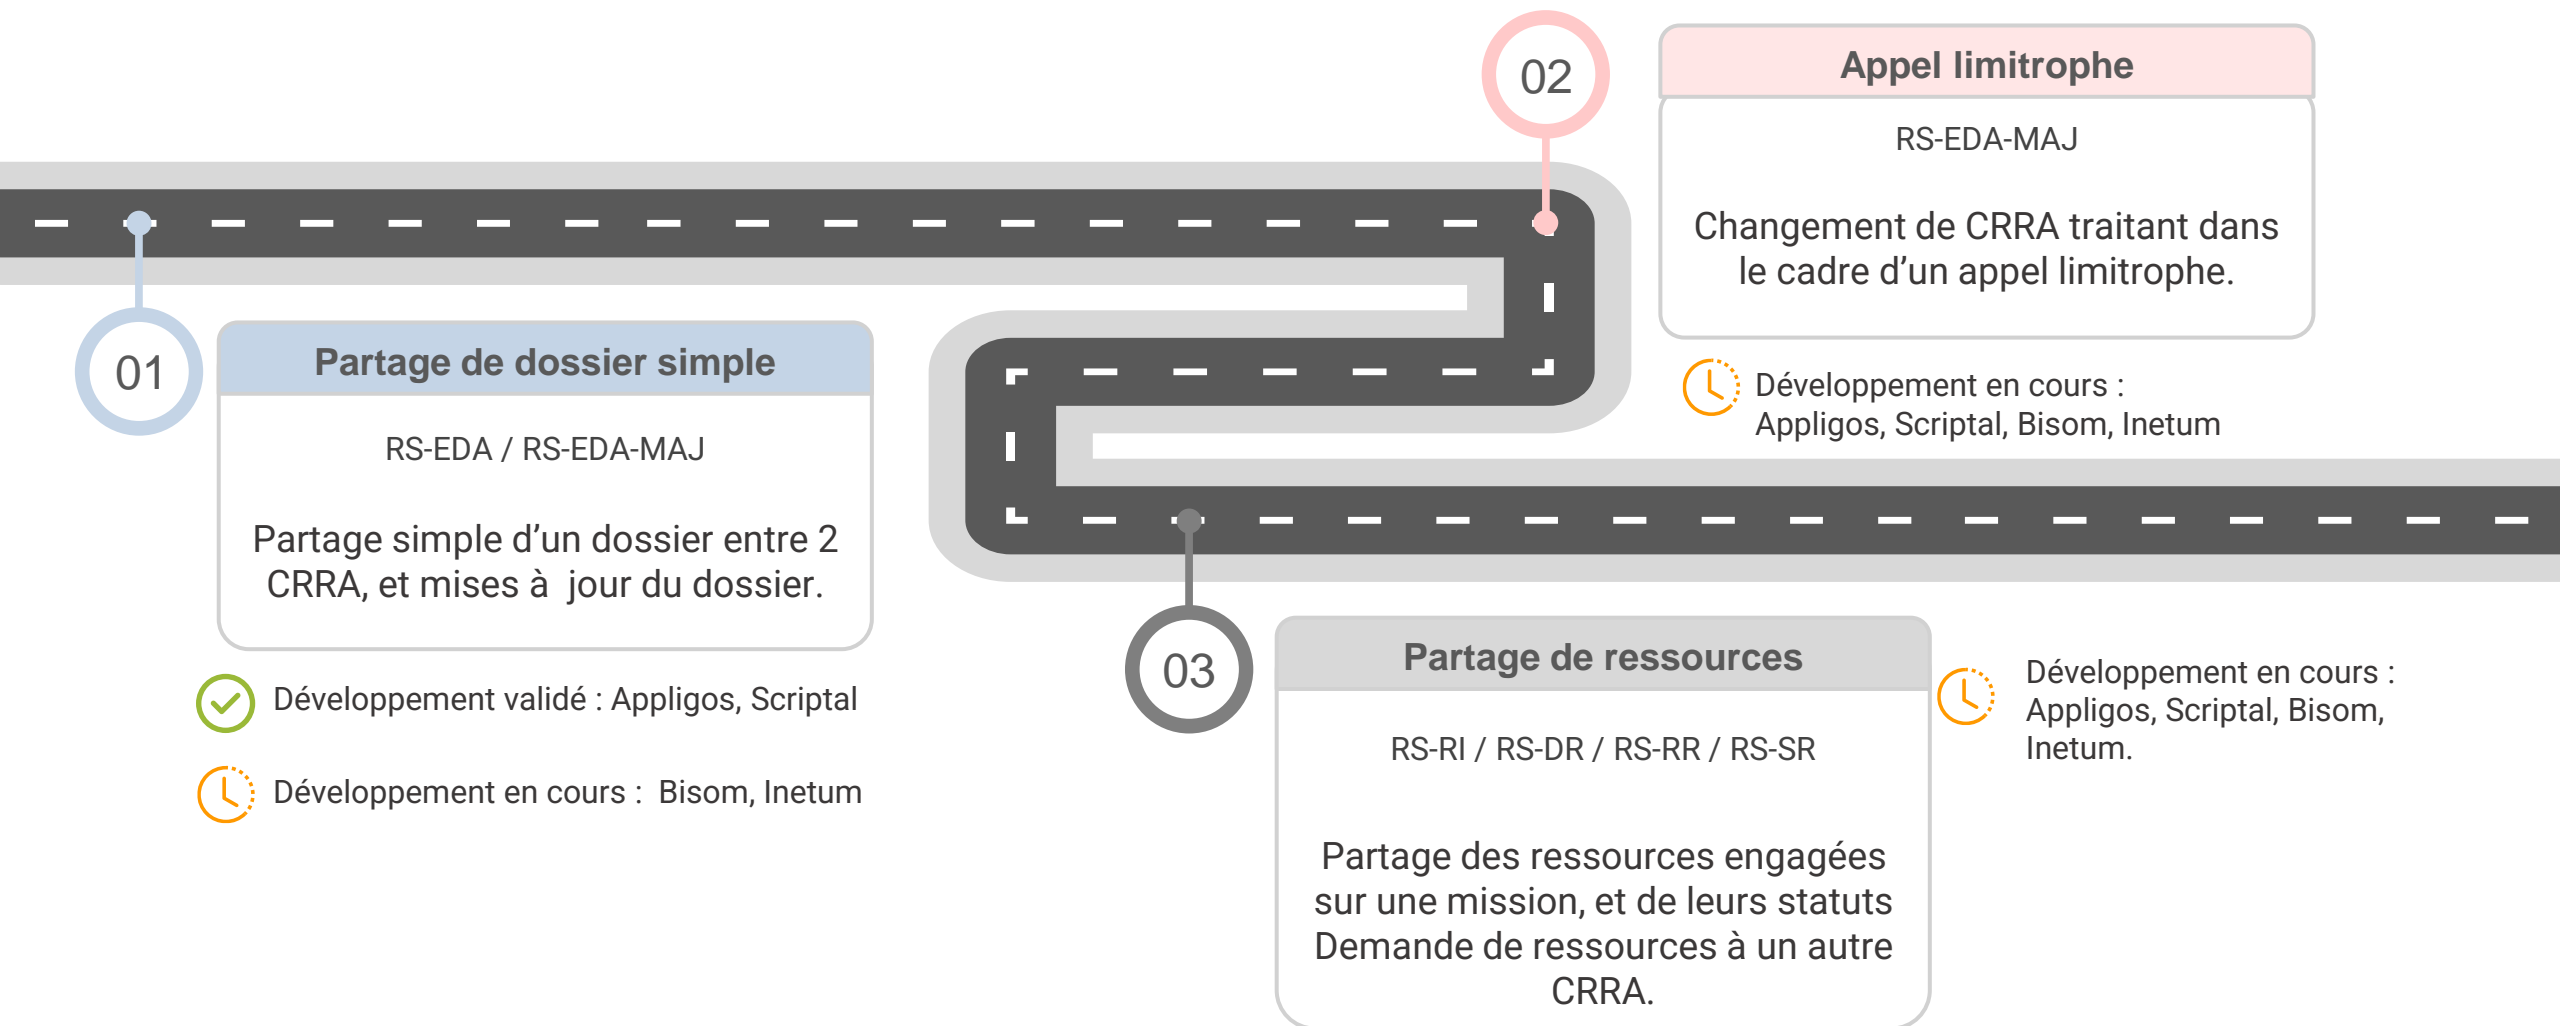 01
Partage de dossier simple
RS-EDA / RS-EDA-MAJ
Partage simple d’un dossier entre 2
CRRA, et mises à  jour du dossier.
Développement validé : Appligos, Scriptal
Développement en cours :  Bisom, Inetum
02
Appel limitrophe
RS-EDA-MAJ
Changement de CRRA traitant dans
le cadre d’un appel limitrophe.
Développement en cours :
Appligos, Scriptal, Bisom, Inetum
03
Partage de ressources
RS-RI / RS-DR / RS-RR / RS-SR
Partage des ressources engagées
sur une mission, et de leurs statuts
Demande de ressources à un autre
CRRA.
Développement en cours :
Appligos, Scriptal, Bisom,
Inetum.